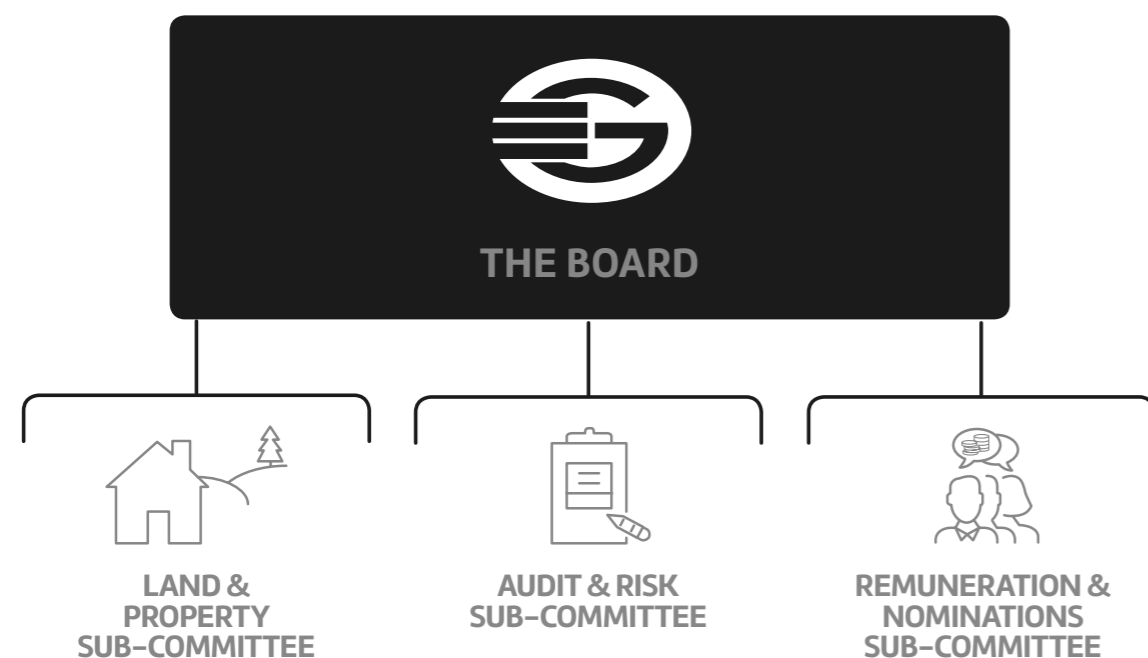 THE BOARD
LAND &
PROPERTY
SUB-COMMITTEE
AUDIT & RISK
SUB-COMMITTEE
REMUNERATION &
NOMINATIONS
SUB-COMMITTEE